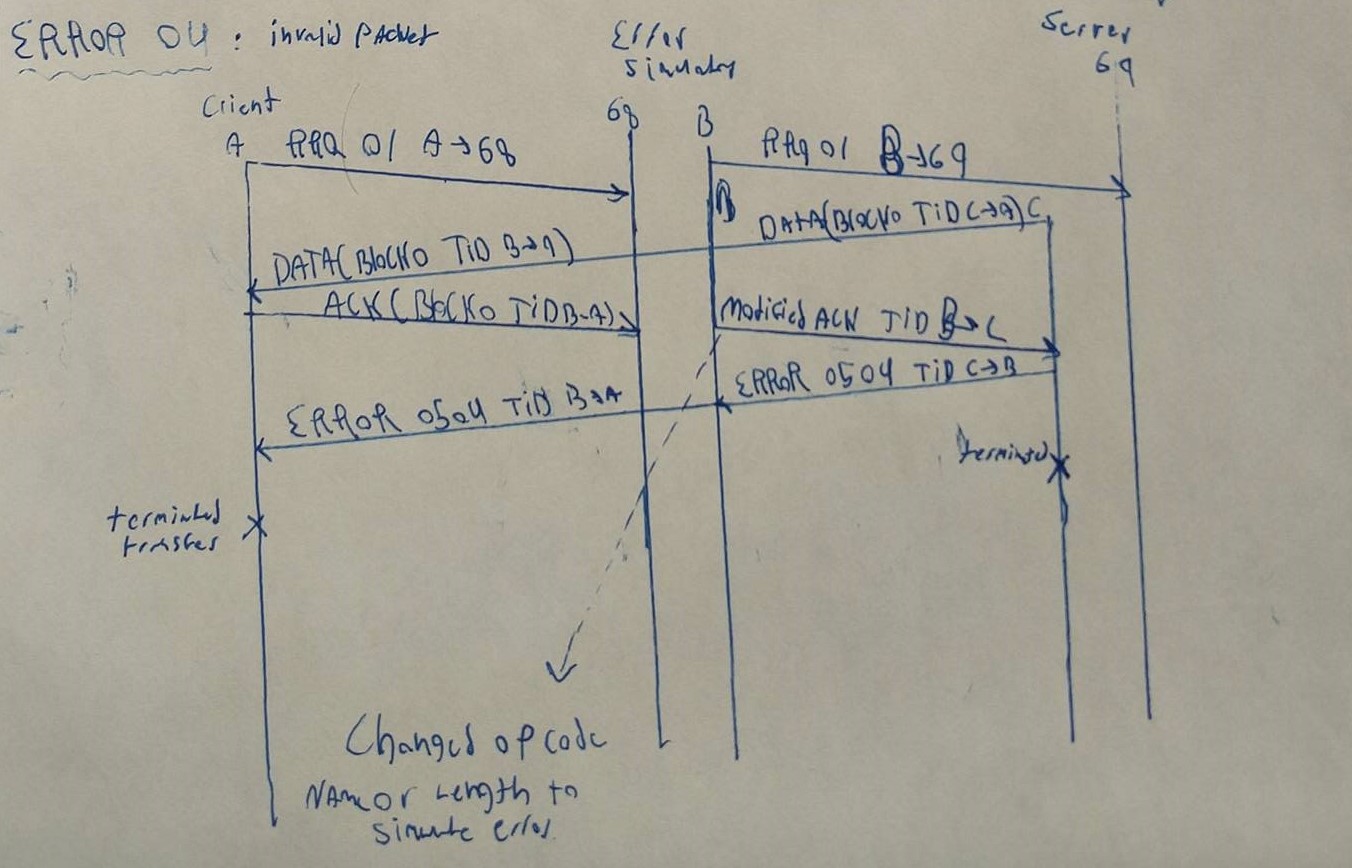 ERROR 04 : invalid PAcket
Error
Simulator
Server
69
Client
68
B
A RRQ 01 A→68
RRQ 01 B→69
DATA(Block0 TiD C→B) C
DATA(Block0 TiD B→A)
ACK(Block0 TiD B→A)
Modified ACK TiD B→C
ERROR 0504 TiD C→B
ERROR 0504 TiD B→A
terminted
terminted
transfer
Changed opcode
NAme or Length to
Simulate error